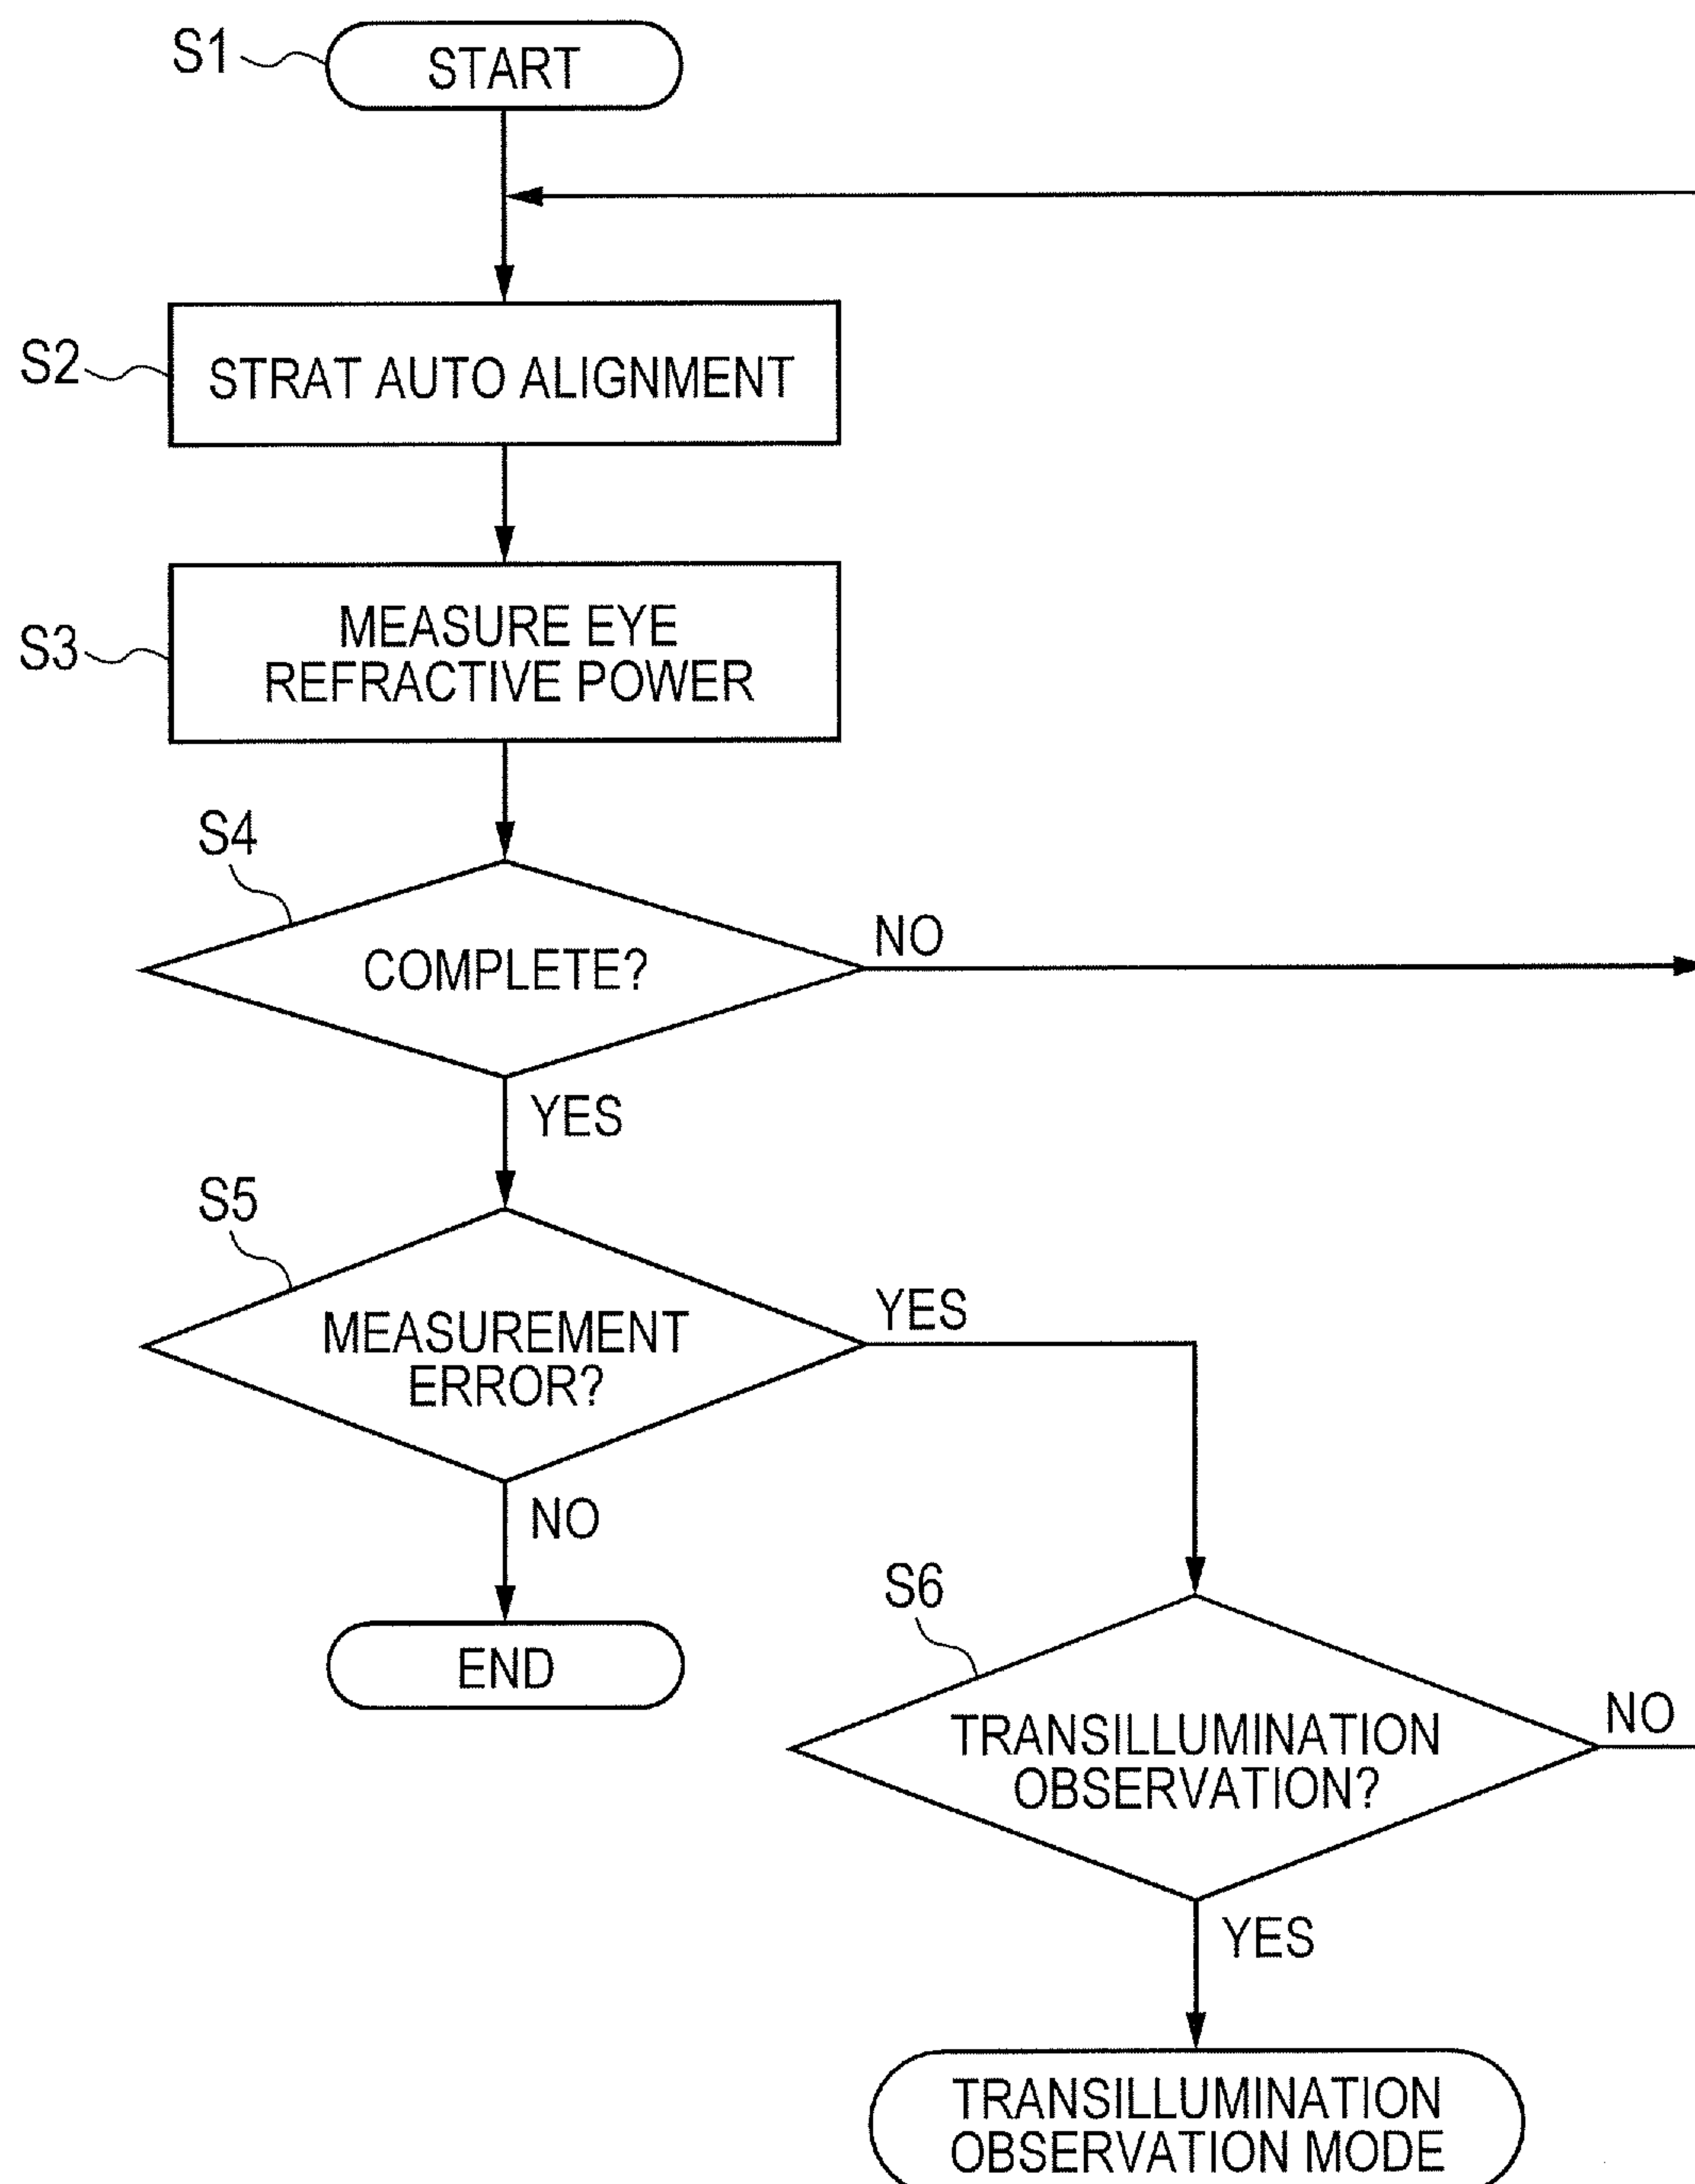 S1
START
S2
STRAT AUTO ALIGNMENT
S3
MEASURE EYE
REFRACTIVE POWER
S4
COMPLETE?
NO
YES
S5
MEASUREMENT
ERROR?
YES
NO
END
S6
TRANSILLUMINATION
OBSERVATION?
NO
YES
TRANSILLUMINATION
OBSERVATION MODE